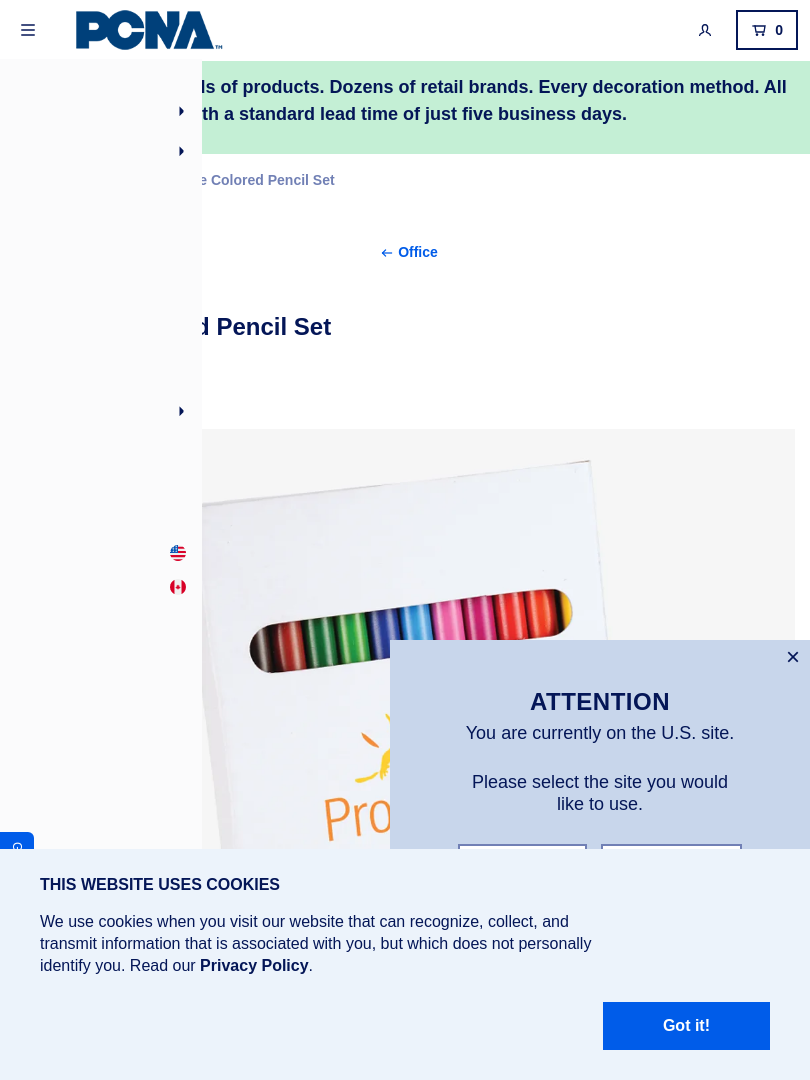 PCNA™
0
of products. Dozens of retail brands. Every decoration method. All
a standard lead time of just five business days.
Colored Pencil Set
← Office
Pencil Set
×
ATTENTION
You are currently on the U.S. site.
Please select the site you would
like to use.
THIS WEBSITE USES COOKIES
We use cookies when you visit our website that can recognize, collect, and
transmit information that is associated with you, but which does not personally
identify you. Read our Privacy Policy.
Got it!